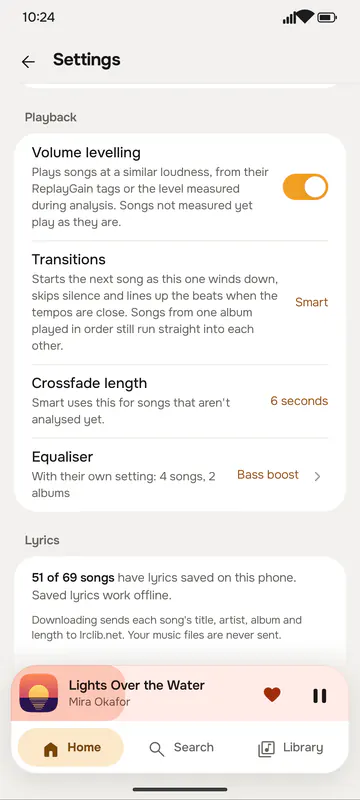 10:24
Settings
Playback
Volume levelling
Plays songs at a similar loudness, from their
ReplayGain tags or the level measured
during analysis. Songs not measured yet
play as they are.
Transitions
Starts the next song as this one winds down,
skips silence and lines up the beats when the
tempos are close. Songs from one album
played in order still run straight into each
other.
Smart
Crossfade length
Smart uses this for songs that aren't
analysed yet.
6 seconds
Equaliser
With their own setting: 4 songs, 2
albums
Bass boost
Lyrics
51 of 69 songs have lyrics saved on this phone.
Saved lyrics work offline.
Downloading sends each song's title, artist, album and
length to lrclib.net. Your music files are never sent.
Lights Over the Water
Mira Okafor
Home
Search
Library